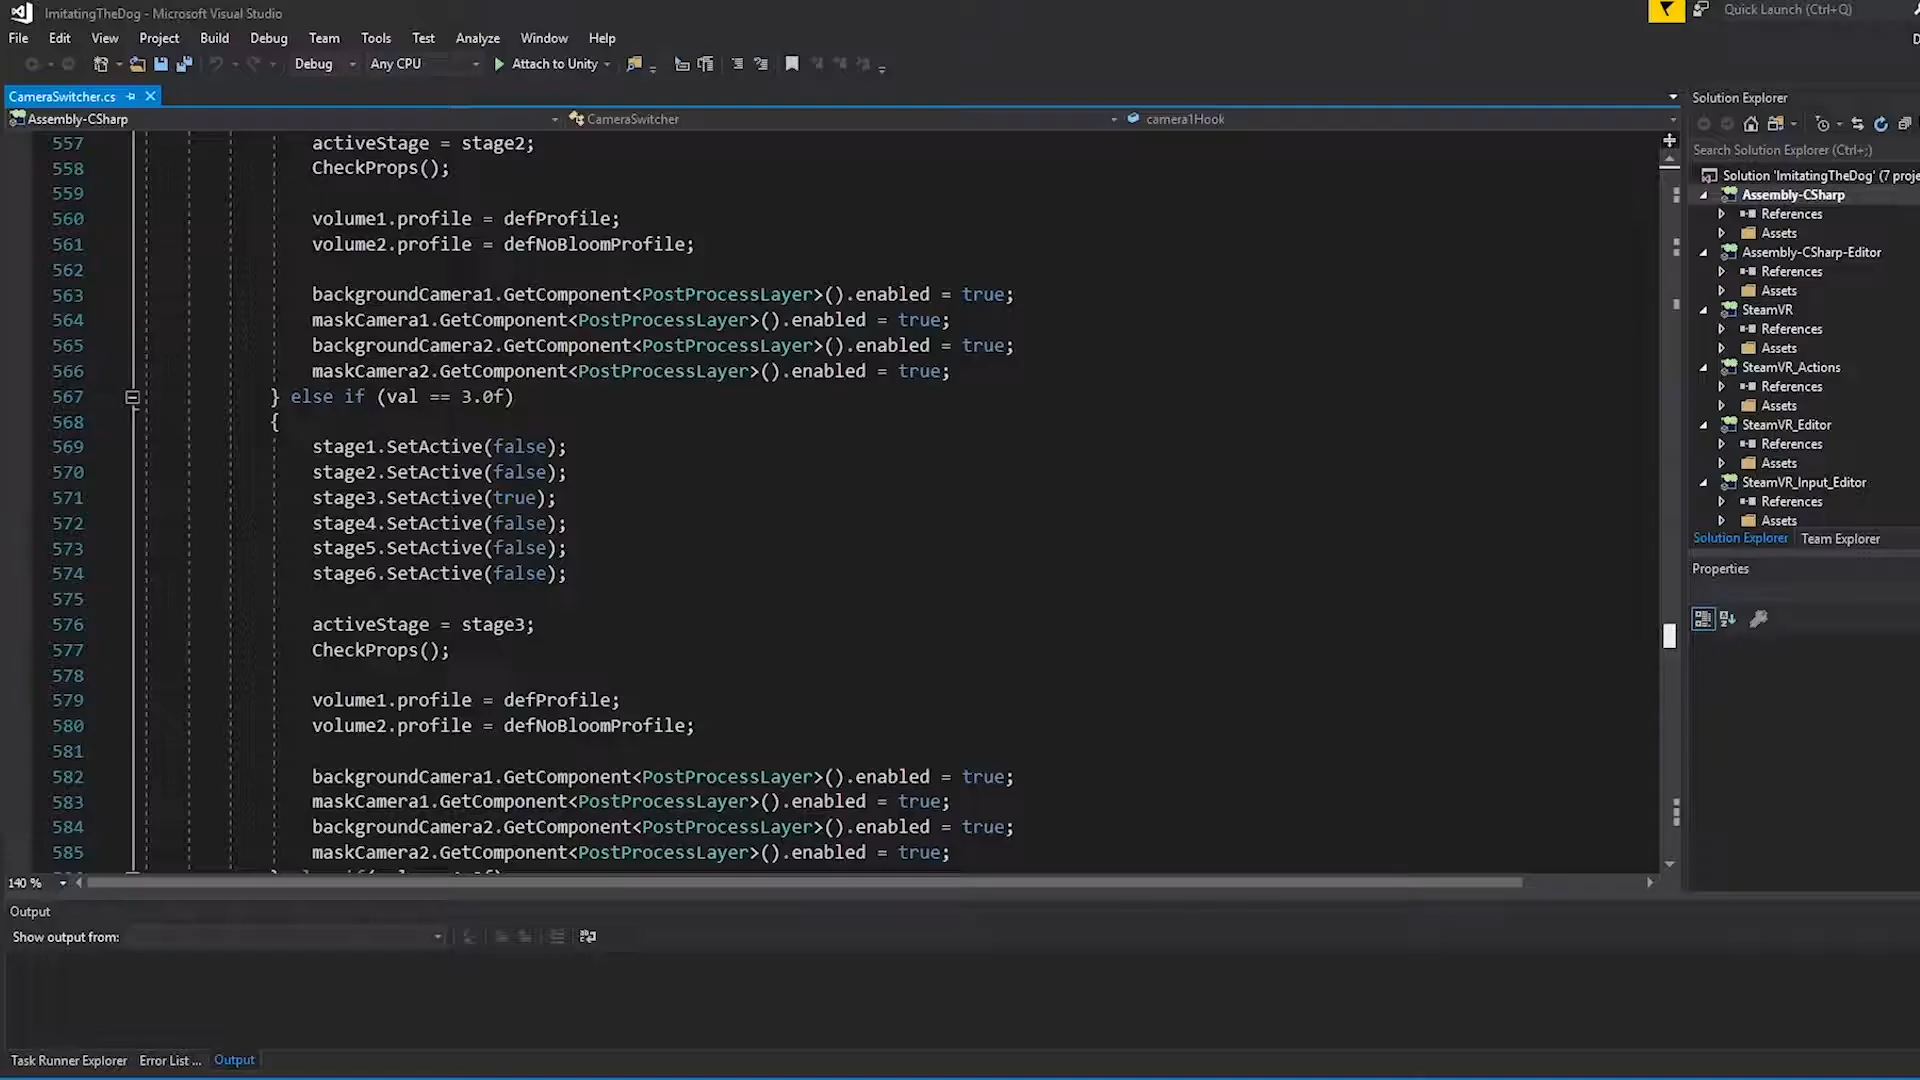 ImitatingTheDog - Microsoft Visual Studio
Quick Launch (Ctrl+Q)
File Edit View Project Build Debug Team Tools Test Analyze Window Help
Debug Any CPU Attach to Unity
CameraSwitcher.cs
Assembly-CSharp CameraSwitcher camera1Hook
557 activeStage = stage2;
558 CheckProps();
559
560 volume1.profile = defProfile;
561 volume2.profile = defNoBloomProfile;
562
563 backgroundCamera1.GetComponent<PostProcessLayer>().enabled = true;
564 maskCamera1.GetComponent<PostProcessLayer>().enabled = true;
565 backgroundCamera2.GetComponent<PostProcessLayer>().enabled = true;
566 maskCamera2.GetComponent<PostProcessLayer>().enabled = true;
567 } else if (val == 3.0f)
568 {
569 stage1.SetActive(false);
570 stage2.SetActive(false);
571 stage3.SetActive(true);
572 stage4.SetActive(false);
573 stage5.SetActive(false);
574 stage6.SetActive(false);
575
576 activeStage = stage3;
577 CheckProps();
578
579 volume1.profile = defProfile;
580 volume2.profile = defNoBloomProfile;
581
582 backgroundCamera1.GetComponent<PostProcessLayer>().enabled = true;
583 maskCamera1.GetComponent<PostProcessLayer>().enabled = true;
584 backgroundCamera2.GetComponent<PostProcessLayer>().enabled = true;
585 maskCamera2.GetComponent<PostProcessLayer>().enabled = true;
140 %
Output
Show output from:
Task Runner Explorer Error List ... Output
Solution Explorer
Search Solution Explorer (Ctrl+;)
Solution 'ImitatingTheDog' (7 proje
Assembly-CSharp
References
Assets
Assembly-CSharp-Editor
References
Assets
SteamVR
References
Assets
SteamVR_Actions
References
Assets
SteamVR_Editor
References
Assets
SteamVR_Input_Editor
References
Assets
Solution Explorer Team Explorer
Properties